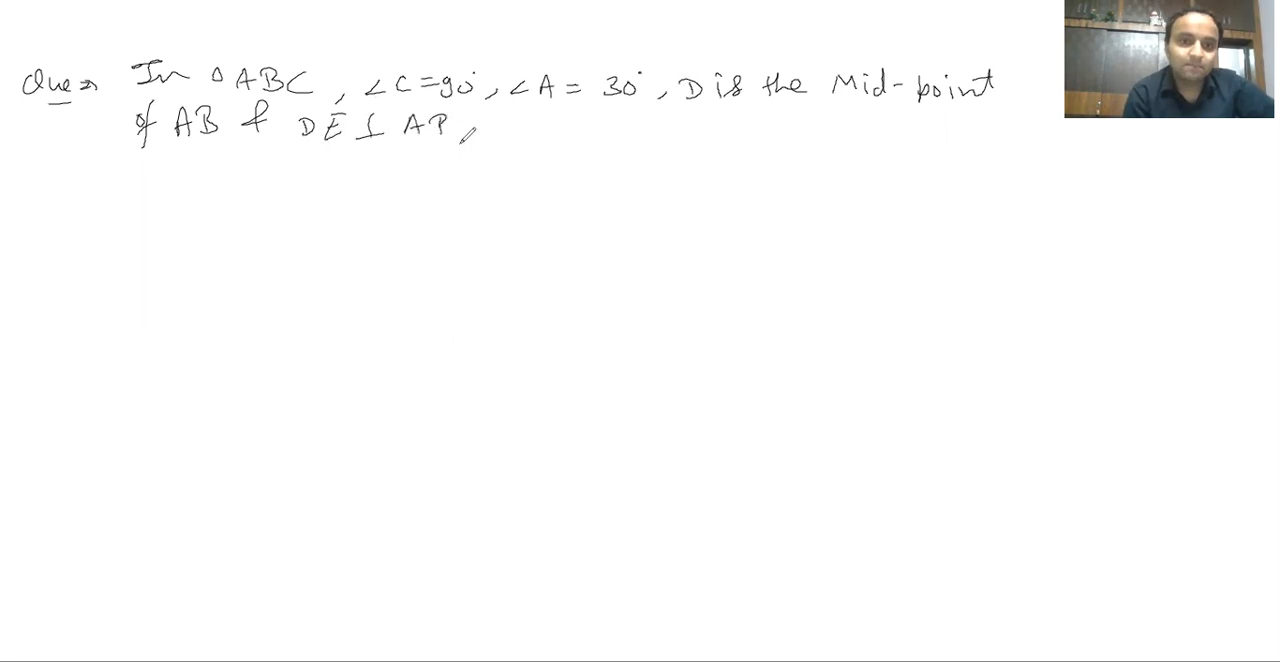 Que⇒ In △ABC, ∠C=90°, ∠A = 30°, D is the Mid-point
of AB & DE ⊥ AP,